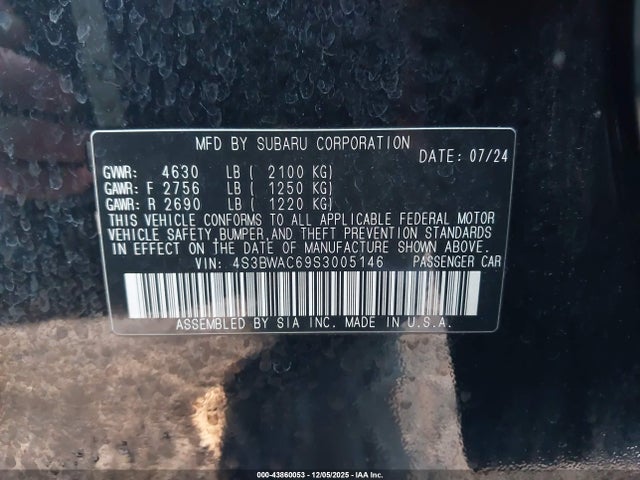 MFD BY SUBARU CORPORATION
DATE: 07/24
GVWR: 4630 LB ( 2100 KG)
GAWR: F 2756 LB ( 1250 KG)
GAWR: R 2690 LB ( 1220 KG)
THIS VEHICLE CONFORMS TO ALL APPLICABLE FEDERAL MOTOR
VEHICLE SAFETY, BUMPER, AND THEFT PREVENTION STANDARDS
IN EFFECT ON THE DATE OF MANUFACTURE SHOWN ABOVE.
VIN: 4S3BWAC69S3005146 PASSENGER CAR
ASSEMBLED BY SIA INC. MADE IN U.S.A.
000-43860053 - 12/05/2025 - IAA Inc.